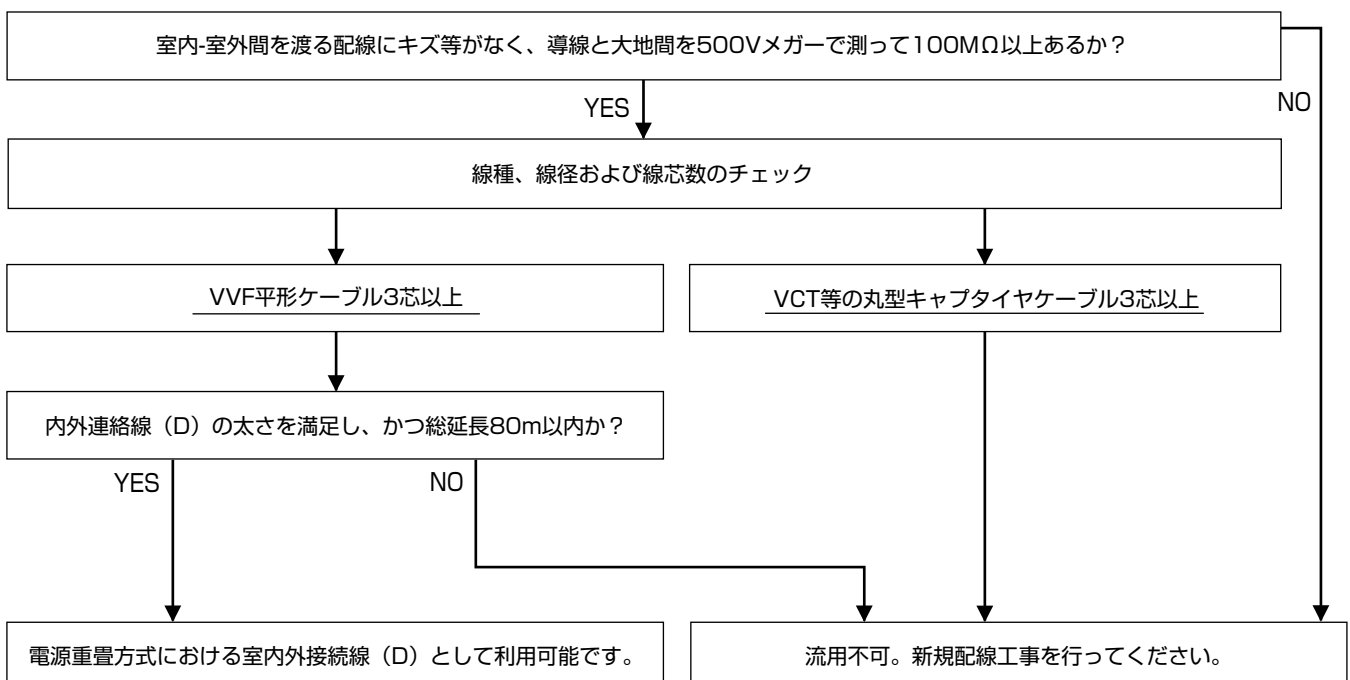 室内-室外間を渡る配線にキズ等がなく、導線と大地間を500Vメガーで測って100MΩ以上あるか？
YES
NO
線種、線径および線芯数のチェック
VVF平形ケーブル3芯以上
VCT等の丸型キャプタイヤケーブル3芯以上
内外連絡線（D）の太さを満足し、かつ総延長80m以内か？
YES
NO
電源重畳方式における室内外接続線（D）として利用可能です。
流用不可。新規配線工事を行ってください。